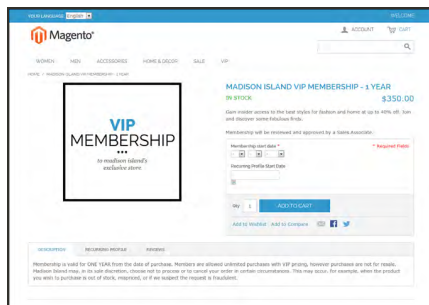 YOUR LANGUAGE: English
WELCOME
Magento®
ACCOUNT
CART
WOMEN MEN ACCESSORIES HOME & DECOR SALE VIP
HOME / MADISON ISLAND VIP MEMBERSHIP - 1 YEAR
VIP
MEMBERSHIP
to madison island's
exclusive store
MADISON ISLAND VIP MEMBERSHIP - 1 YEAR
IN STOCK
$350.00
Gain insider access to the best styles for fashion and home at up to 40% off. Join
and discover some fabulous finds.
Membership will be reviewed and approved by a Sales Associate.
Membership start date *
* Required Fields
Recurring Profile Start Date
Qty 1 ADD TO CART
Add to Wishlist Add to Compare
DESCRIPTION RECURRING PROFILE REVIEWS
Membership is valid for ONE YEAR from the date of purchase. Members are allowed unlimited purchases with VIP pricing, however purchases are not for resale.
Madison Island may, in its sole discretion, choose not to process or to cancel your order in certain circumstances. This may occur, for example, when the product
you wish to purchase is out of stock, mispriced, or if we suspect the request is fraudulent.